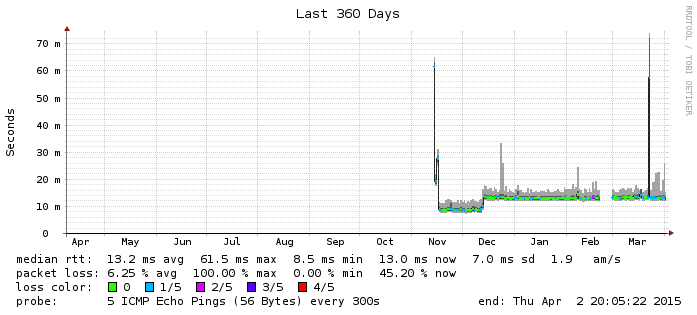 Last 360 Days
RRDTOOL / TOBI OETIKER
Seconds
70 m
60 m
50 m
40 m
30 m
20 m
10 m
0
Apr May Jun Jul Aug Sep Oct Nov Dec Jan Feb Mar
median rtt: 13.2 ms avg 61.5 ms max 8.5 ms min 13.0 ms now 7.0 ms sd 1.9 am/s
packet loss: 6.25 % avg 100.00 % max 0.00 % min 45.20 % now
loss color: 0 1/5 2/5 3/5 4/5
probe: 5 ICMP Echo Pings (56 Bytes) every 300s end: Thu Apr 2 20:05:22 2015